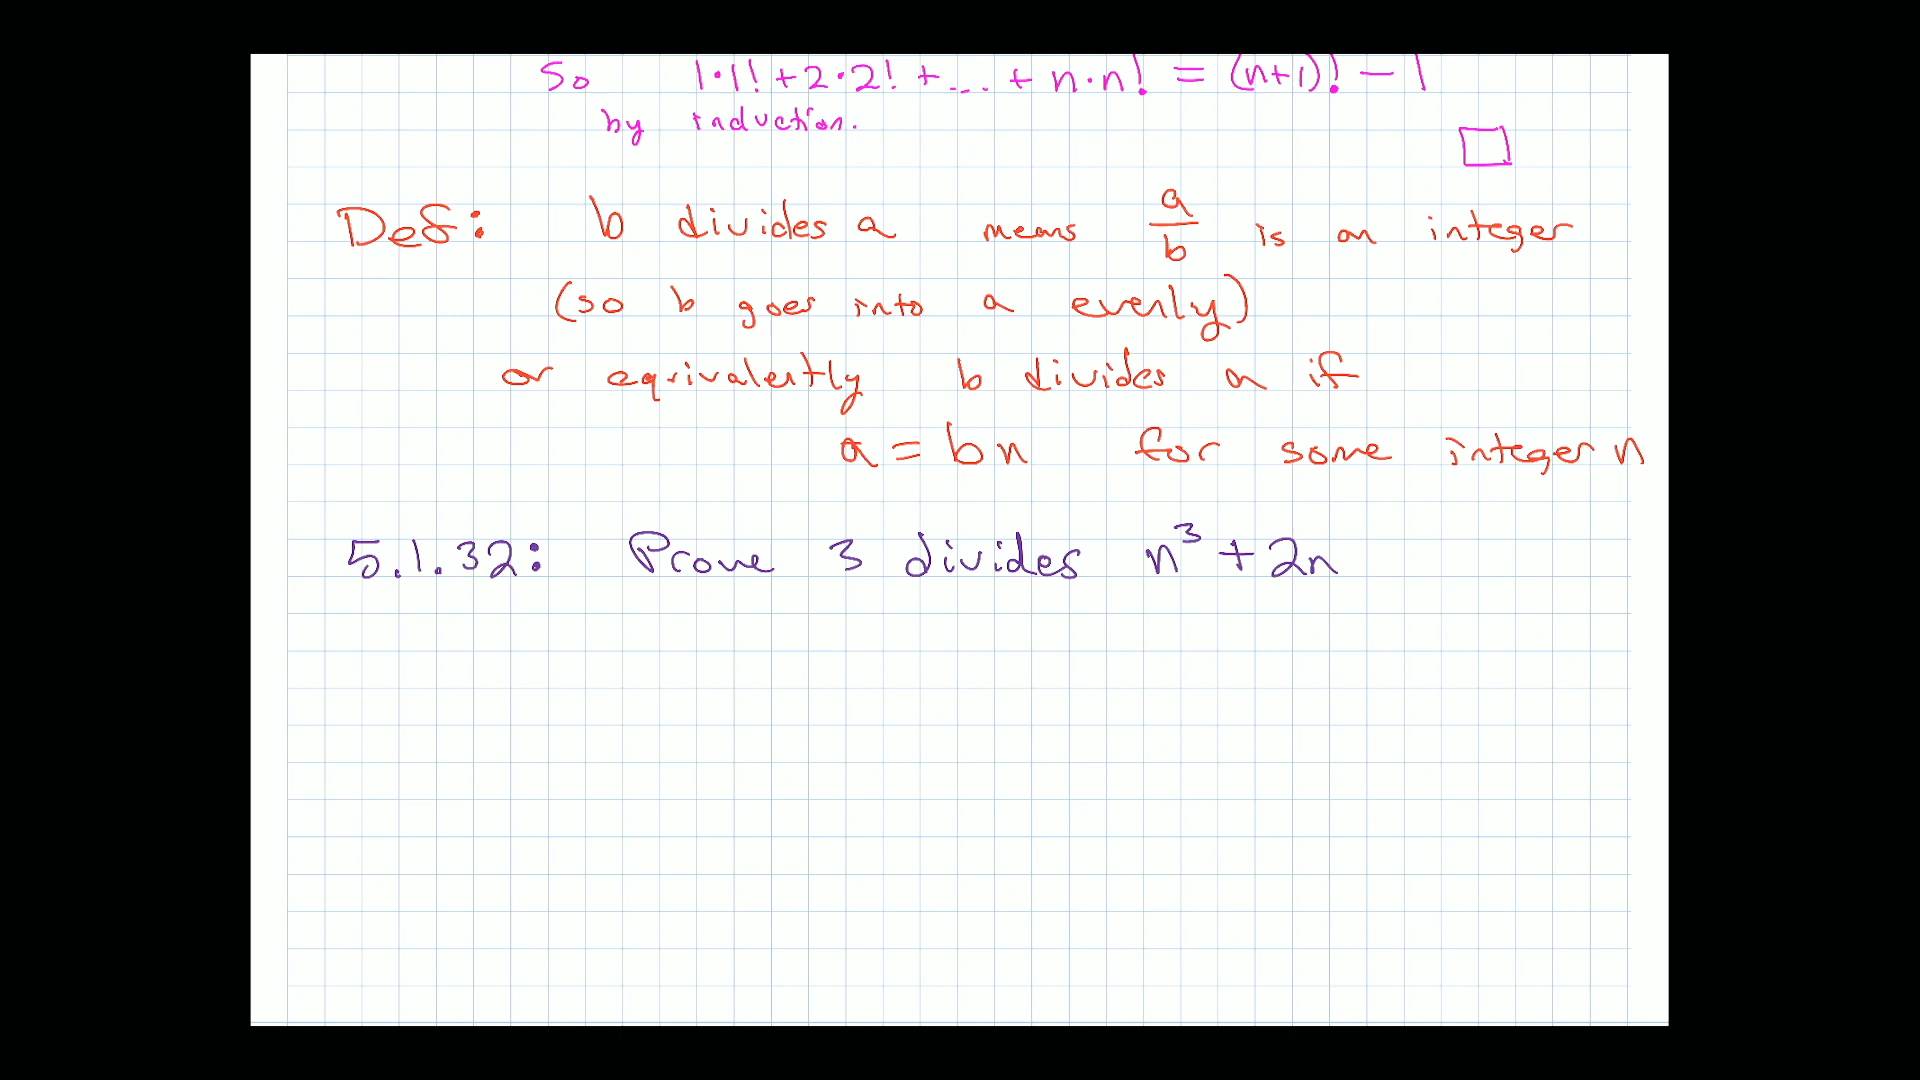 So 1·1! + 2·2! + ... + n·n! = (n+1)! - 1
by induction.
Def: b divides a means a/b is an integer
(so b goes into a evenly)
or equivalently b divides a if
a = bn for some integer n
5.1.32: Prove 3 divides n³ + 2n